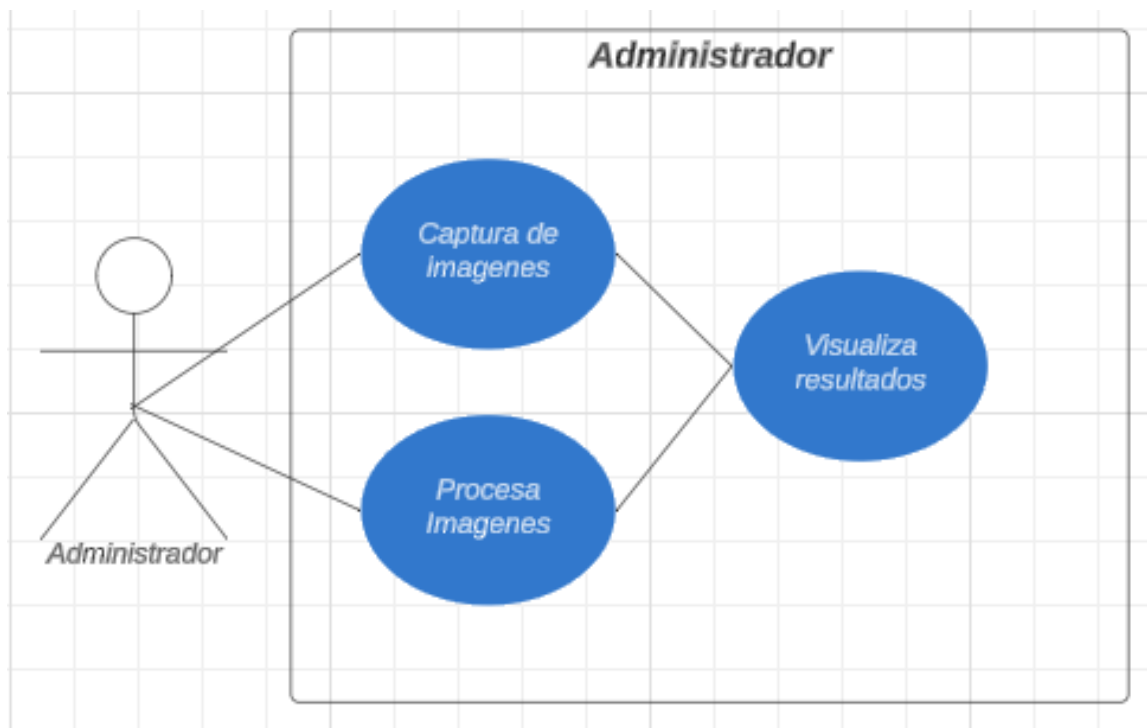 Administrador
Captura de
imagenes
Visualiza
resultados
Procesa
Imagenes
Administrador